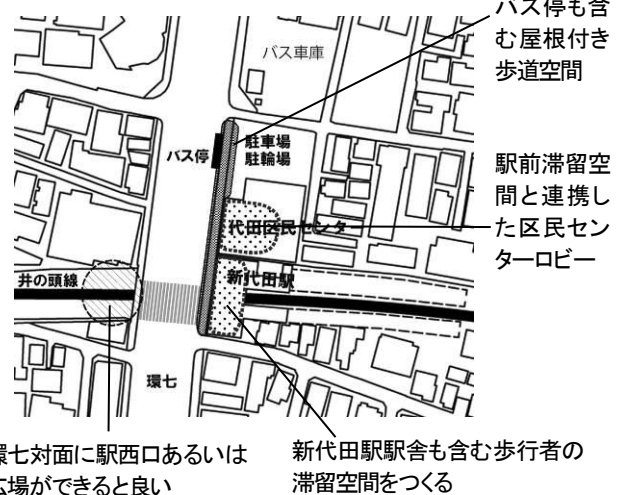 バス停も含
む屋根付き
歩道空間
バス車庫
駐車場
駐輪場
バス停
駅前滞留空
間と連携し
た区民セン
ターロビー
代田区民センター
新代田駅
井の頭線
環七
環七対面に駅西口あるいは
広場ができると良い
新代田駅駅舎も含む歩行者の
滞留空間をつくる